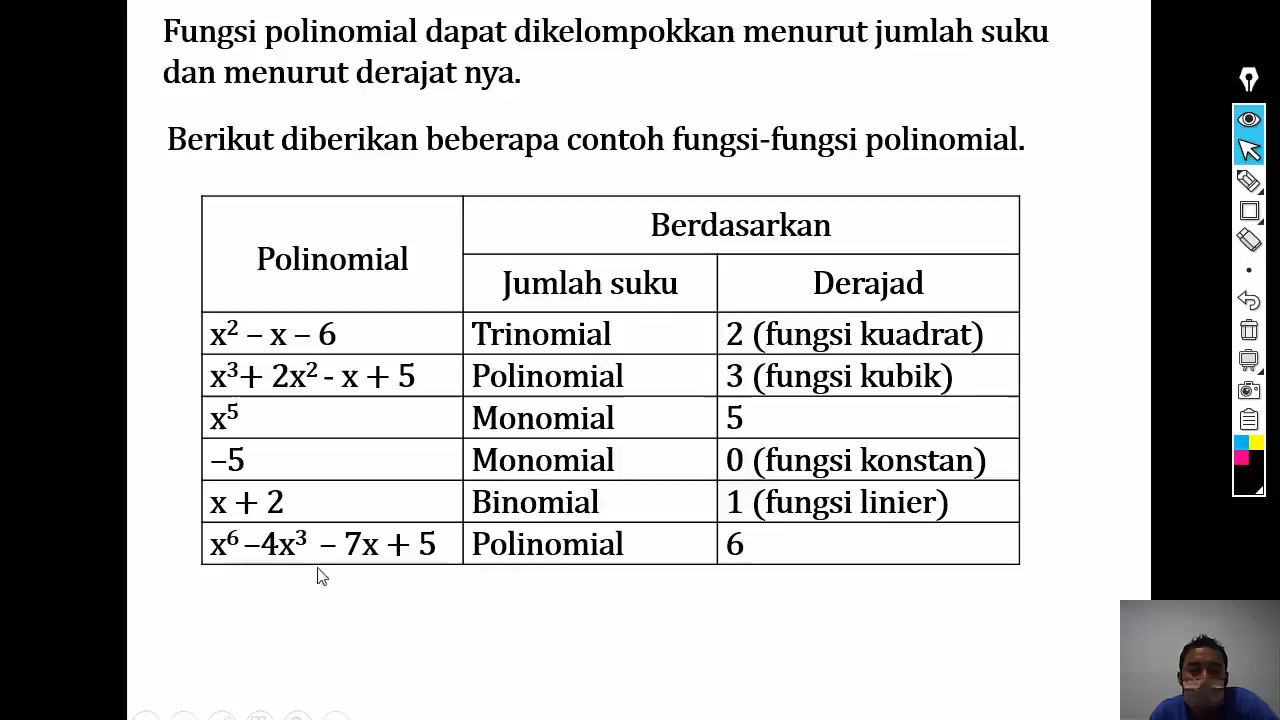 Fungsi polinomial dapat dikelompokkan menurut jumlah suku
dan menurut derajat nya.
Berikut diberikan beberapa contoh fungsi-fungsi polinomial.
Polinomial
Berdasarkan
Jumlah suku
Derajad
x² – x – 6
Trinomial
2 (fungsi kuadrat)
x³+ 2x² - x + 5
Polinomial
3 (fungsi kubik)
x⁵
Monomial
5
–5
Monomial
0 (fungsi konstan)
x + 2
Binomial
1 (fungsi linier)
x⁶ –4x³ – 7x + 5
Polinomial
6